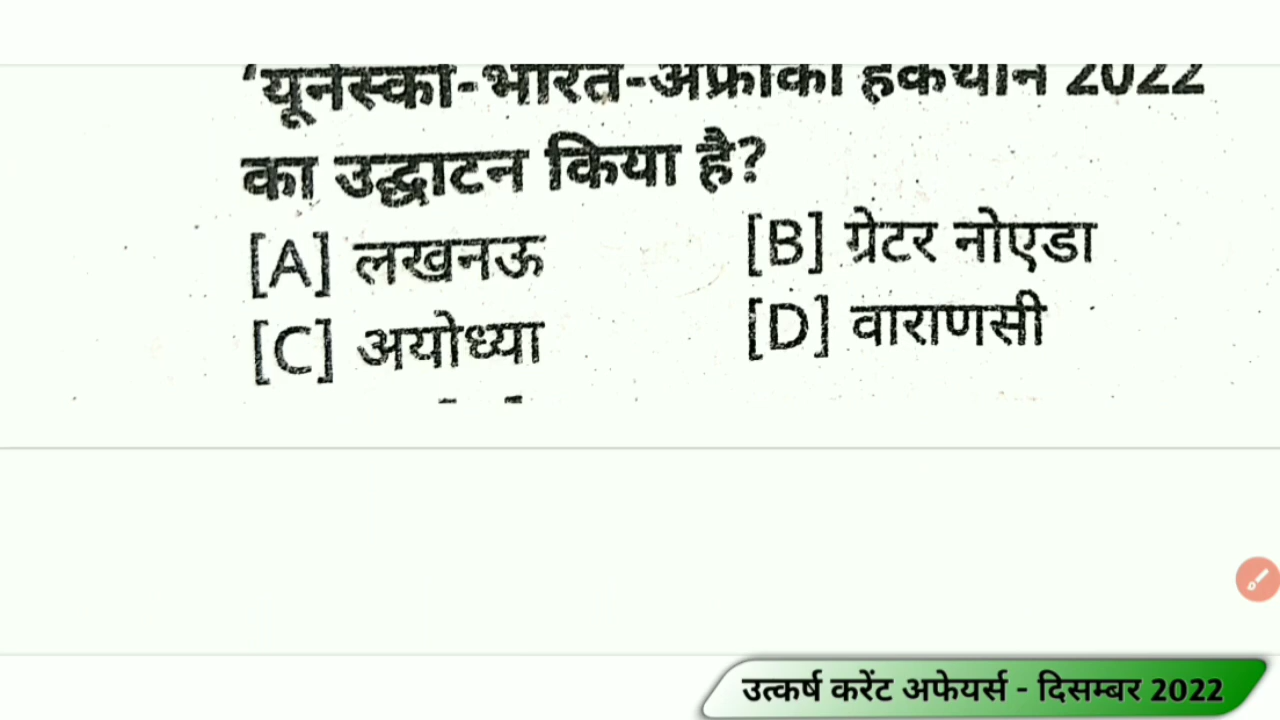 'यूनेस्को-भारत-अफ्रीका हैकथॉन 2022
का उद्घाटन किया है?
[A] लखनऊ
[B] ग्रेटर नोएडा
[C] अयोध्या
[D] वाराणसी
उत्कर्ष करेंट अफेयर्स - दिसम्बर 2022